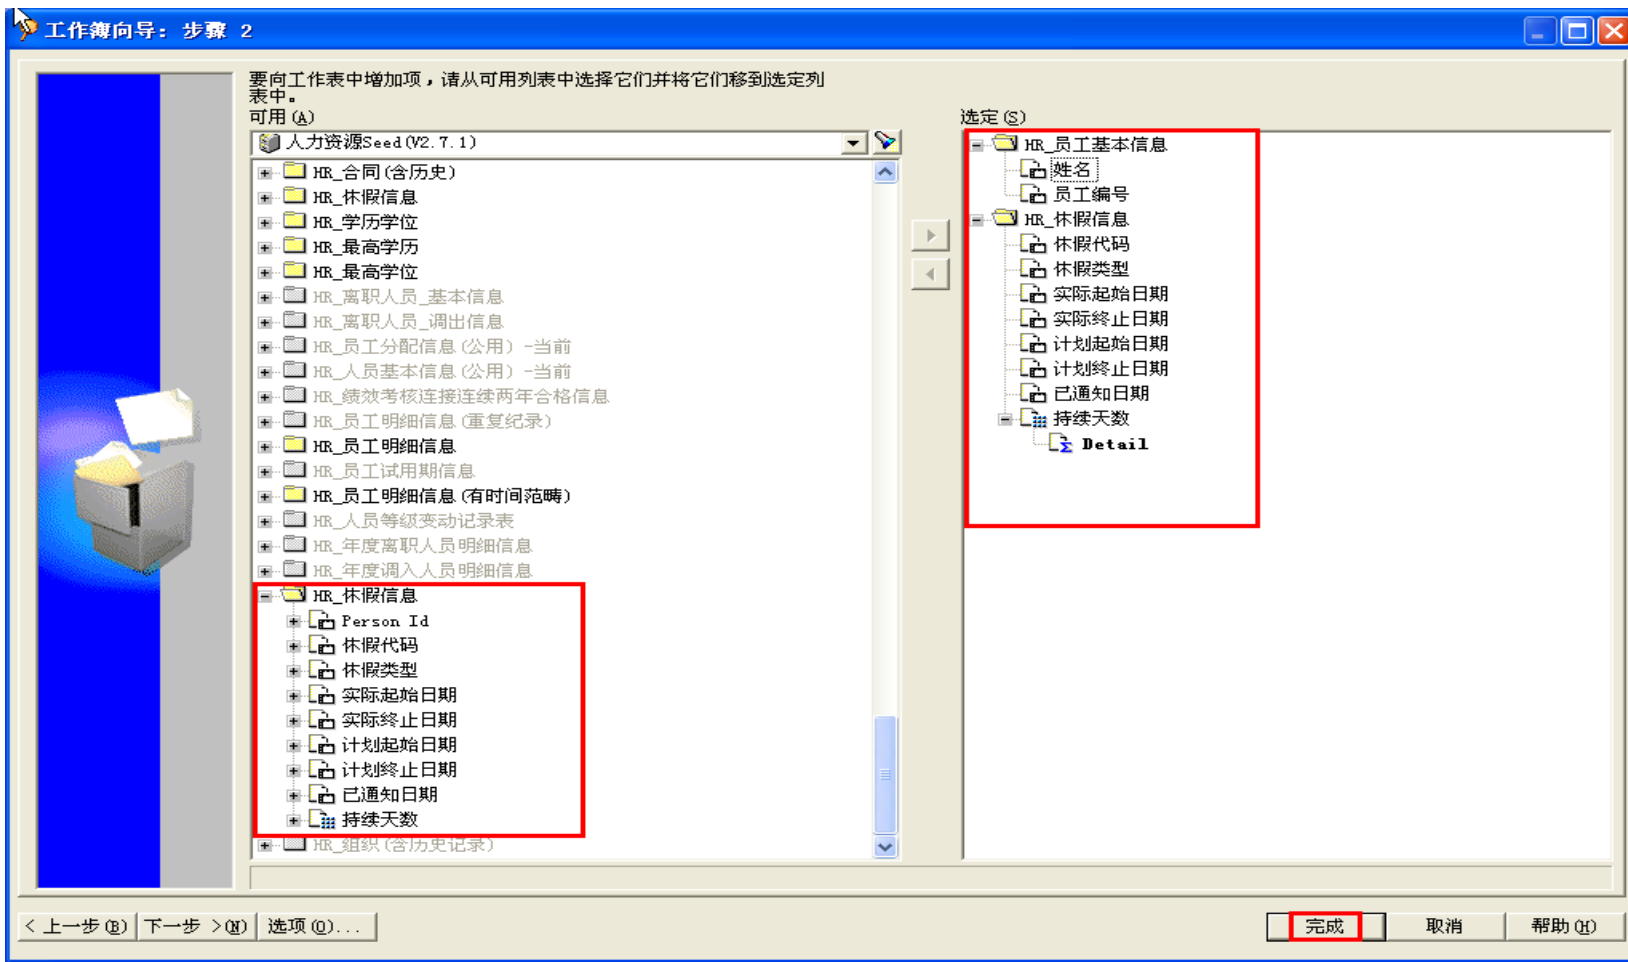 工作簿向导: 步骤 2
要向工作表中增加项，请从可用列表中选择它们并将它们移到选定列
表中。
可用(A)
人力资源Seed(V2.7.1)
HR_合同(含历史)
HR_休假信息
HR_学历学位
HR_最高学历
HR_最高学位
HR_离职人员_基本信息
HR_离职人员_调出信息
HR_员工分配信息(公用) -当前
HR_人员基本信息(公用) -当前
HR_绩效考核连接连续两年合格信息
HR_员工明细信息(重复纪录)
HR_员工明细信息
HR_员工试用期信息
HR_员工明细信息(有时间范畴)
HR_人员等级变动记录表
HR_年度离职人员明细信息
HR_年度调入人员明细信息
HR_休假信息
Person Id
休假代码
休假类型
实际起始日期
实际终止日期
计划起始日期
计划终止日期
已通知日期
持续天数
HR_组织(含历史记录)
选定(S)
HR_员工基本信息
姓名
员工编号
HR_休假信息
休假代码
休假类型
实际起始日期
实际终止日期
计划起始日期
计划终止日期
已通知日期
持续天数
Detail
< 上一步(B) 下一步 >(N) 选项(O)... 完成 取消 帮助(H)